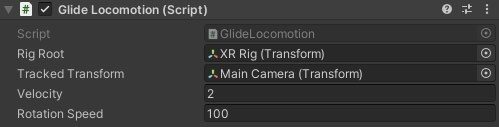 Glide Locomotion (Script)
Script GlideLocomotion
Rig Root XR Rig (Transform)
Tracked Transform Main Camera (Transform)
Velocity 2
Rotation Speed 100